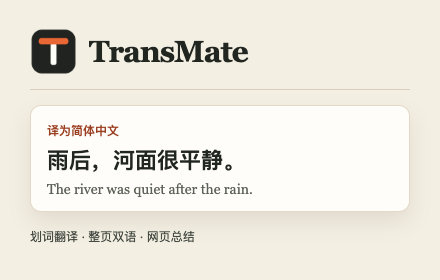 TransMate
译为简体中文
雨后，河面很平静。
The river was quiet after the rain.
划词翻译 · 整页双语 · 网页总结